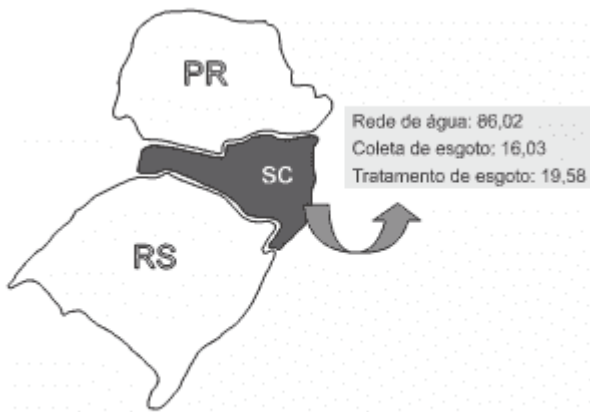 PR
Rede de água: 86,02
Coleta de esgoto: 16,03
SC
Tratamento de esgoto: 19,58
RS